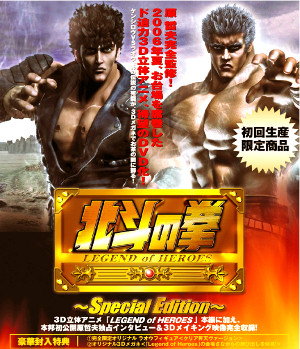 原 哲夫完全監修!
2008年夏、お台場を震撼した
ド迫力3D立体アニメ、待望のDVD化!
初回生産
限定商品
北斗の拳
LEGEND of HEROES
～Special Edition～
3D立体アニメ「LEGEND of HEROES」本編に加え、
本邦初公開原哲夫独占インタビュー&3Dメイキング映像完全収録!
豪華封入特典